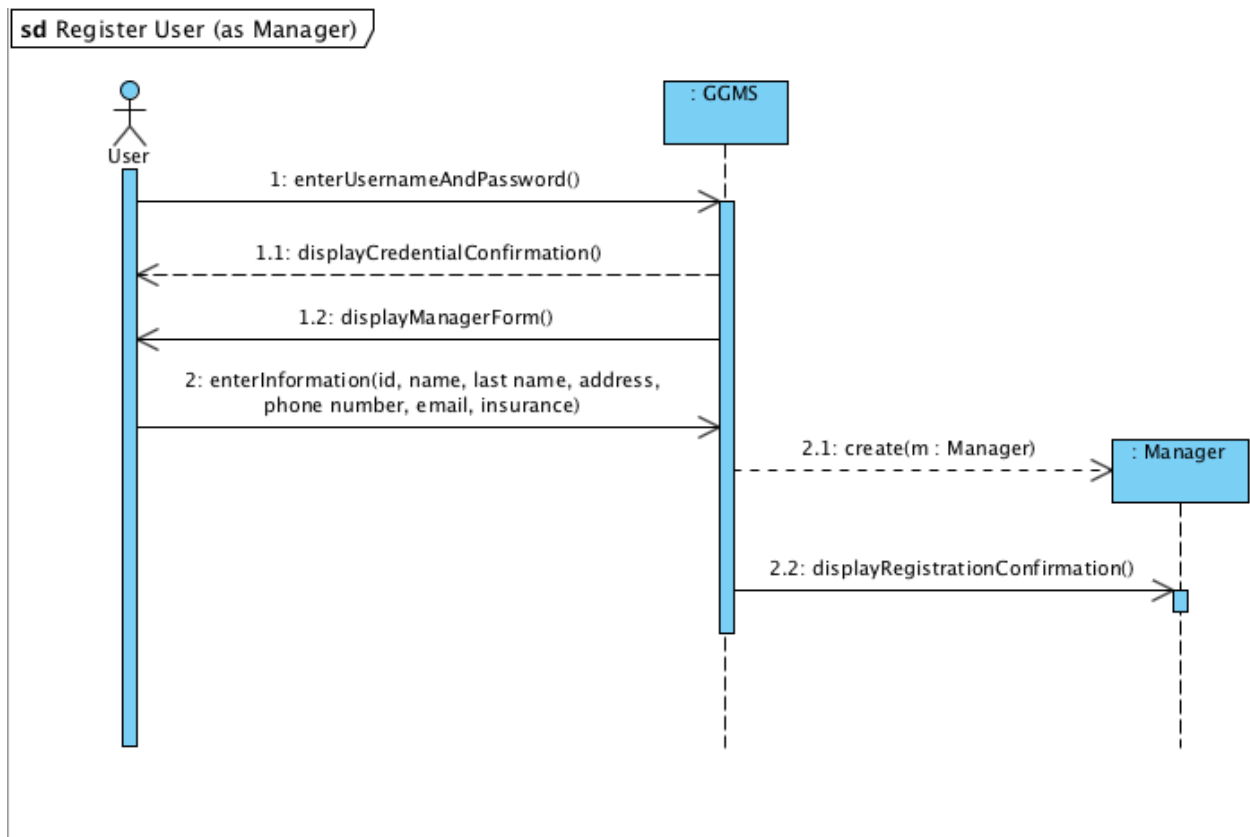 sd Register User (as Manager)
: GGMS
User
1: enterUsernameAndPassword()
1.1: displayCredentialConfirmation()
1.2: displayManagerForm()
2: enterInformation(id, name, last name, address,
phone number, email, insurance)
2.1: create(m : Manager)
: Manager
2.2: displayRegistrationConfirmation()